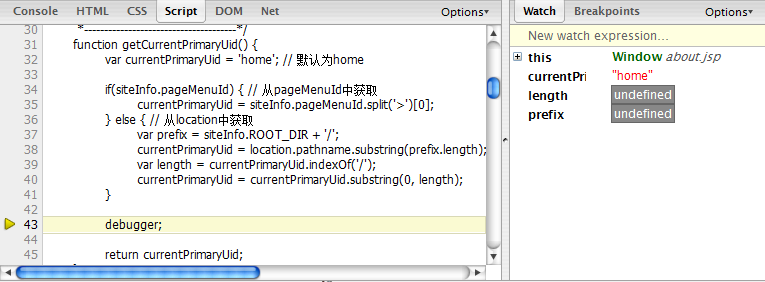 Console HTML CSS Script DOM Net Options
30 *--------------------------------------*/
31 function getCurrentPrimaryUid() {
32 var currentPrimaryUid = 'home'; // 默认为home
33
34 if(siteInfo.pageMenuId) { // 从pageMenuId中获取
35 currentPrimaryUid = siteInfo.pageMenuId.split('>')[0];
36 } else { // 从location中获取
37 var prefix = siteInfo.ROOT_DIR + '/';
38 currentPrimaryUid = location.pathname.substring(prefix.length);
39 var length = currentPrimaryUid.indexOf('/');
40 currentPrimaryUid = currentPrimaryUid.substring(0, length);
41 }
42
43 debugger;
44
45 return currentPrimaryUid;
Watch Breakpoints Options
New watch expression...
this Window about.jsp
currentPri "home"
length undefined
prefix undefined